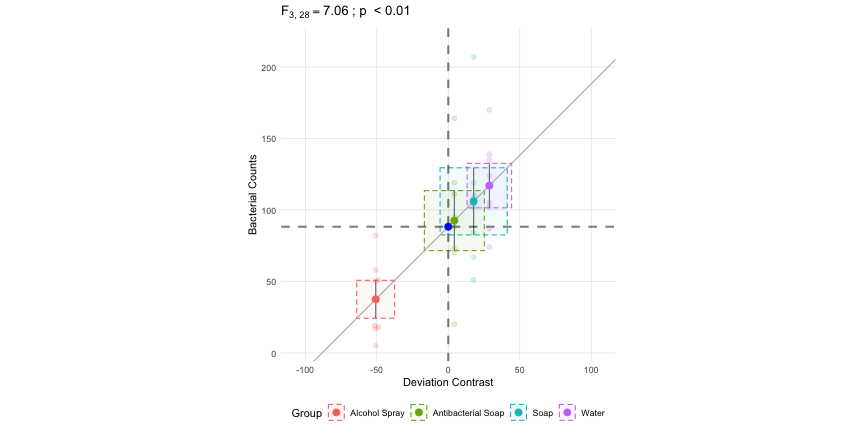 F3, 28 = 7.06 ; p < 0.01
Bacterial Counts
200
150
100
50
0
-100 -50 0 50 100
Deviation Contrast
Group Alcohol Spray Antibacterial Soap Soap Water